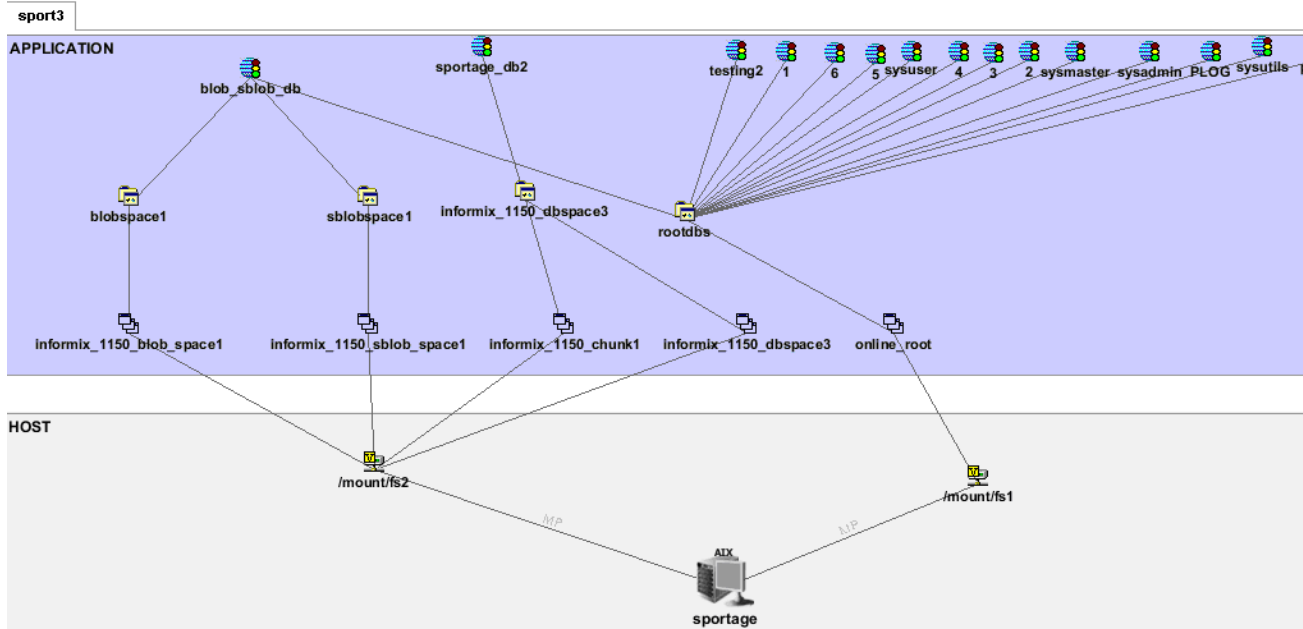 sport3
APPLICATION
sportage_db2
blob_sblob_db
testing2
1
6
5
sysuser
4
3
2
sysmaster
sysadmin
PLOG
sysutils
blobspace1
sblobspace1
informix_1150_dbspace3
rootdbs
informix_1150_blob_space1
informix_1150_sblob_space1
informix_1150_chunk1
informix_1150_dbspace3
online_root
HOST
/mount/fs2
/mount/fs1
MP
MP
AIX
sportage